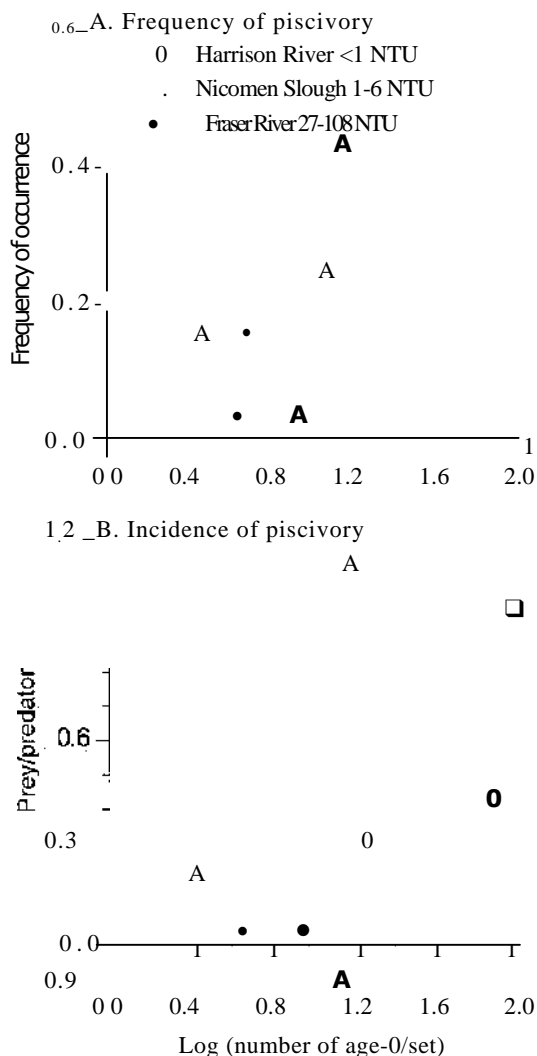 0.6_A. Frequency of piscivory
0 Harrison River <1 NTU
. Nicomen Slough 1-6 NTU
• Fraser River 27-108 NTU
A
0.4-
A
Frequency of occurrence
0.2
A
A
0.0
1
0 0 0.4 0.8 1.2 1.6 2.0
1.2 _B. Incidence of piscivory
A
Prey/predator
0.6
0
0.3 0
A
0.0
0.9 A
0 0 0.4 0.8 1.2 1.6 2.0
Log (number of age-0/set)